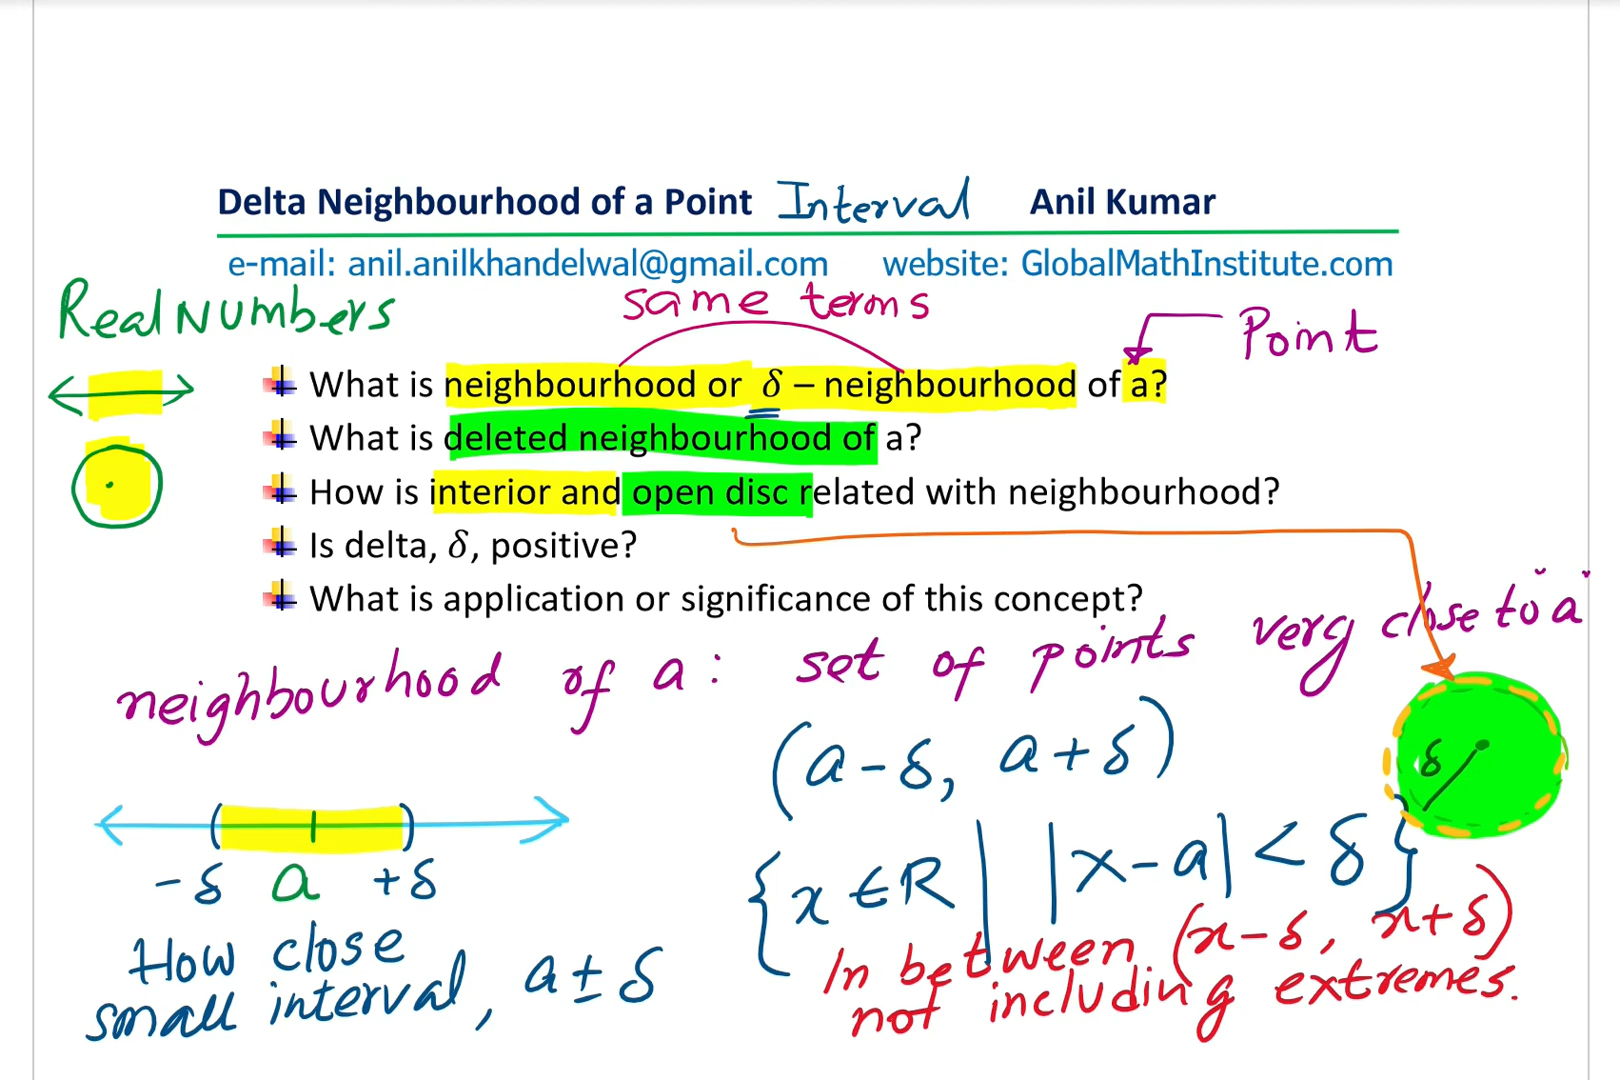 Delta Neighbourhood of a Point Interval Anil Kumar
e-mail: anil.anilkhandelwal@gmail.com website: GlobalMathInstitute.com
Real Numbers
same terms
Point
What is neighbourhood or δ – neighbourhood of a?
What is deleted neighbourhood of a?
How is interior and open disc related with neighbourhood?
Is delta, δ, positive?
What is application or significance of this concept?
neighbourhood of a: set of points very close to "a"
(a-δ, a+δ)
δ
-δ a +δ
{x ∈ R | |x-a| < δ}
How close
small interval, a±δ
In between (x-δ, x+δ)
not including extremes.